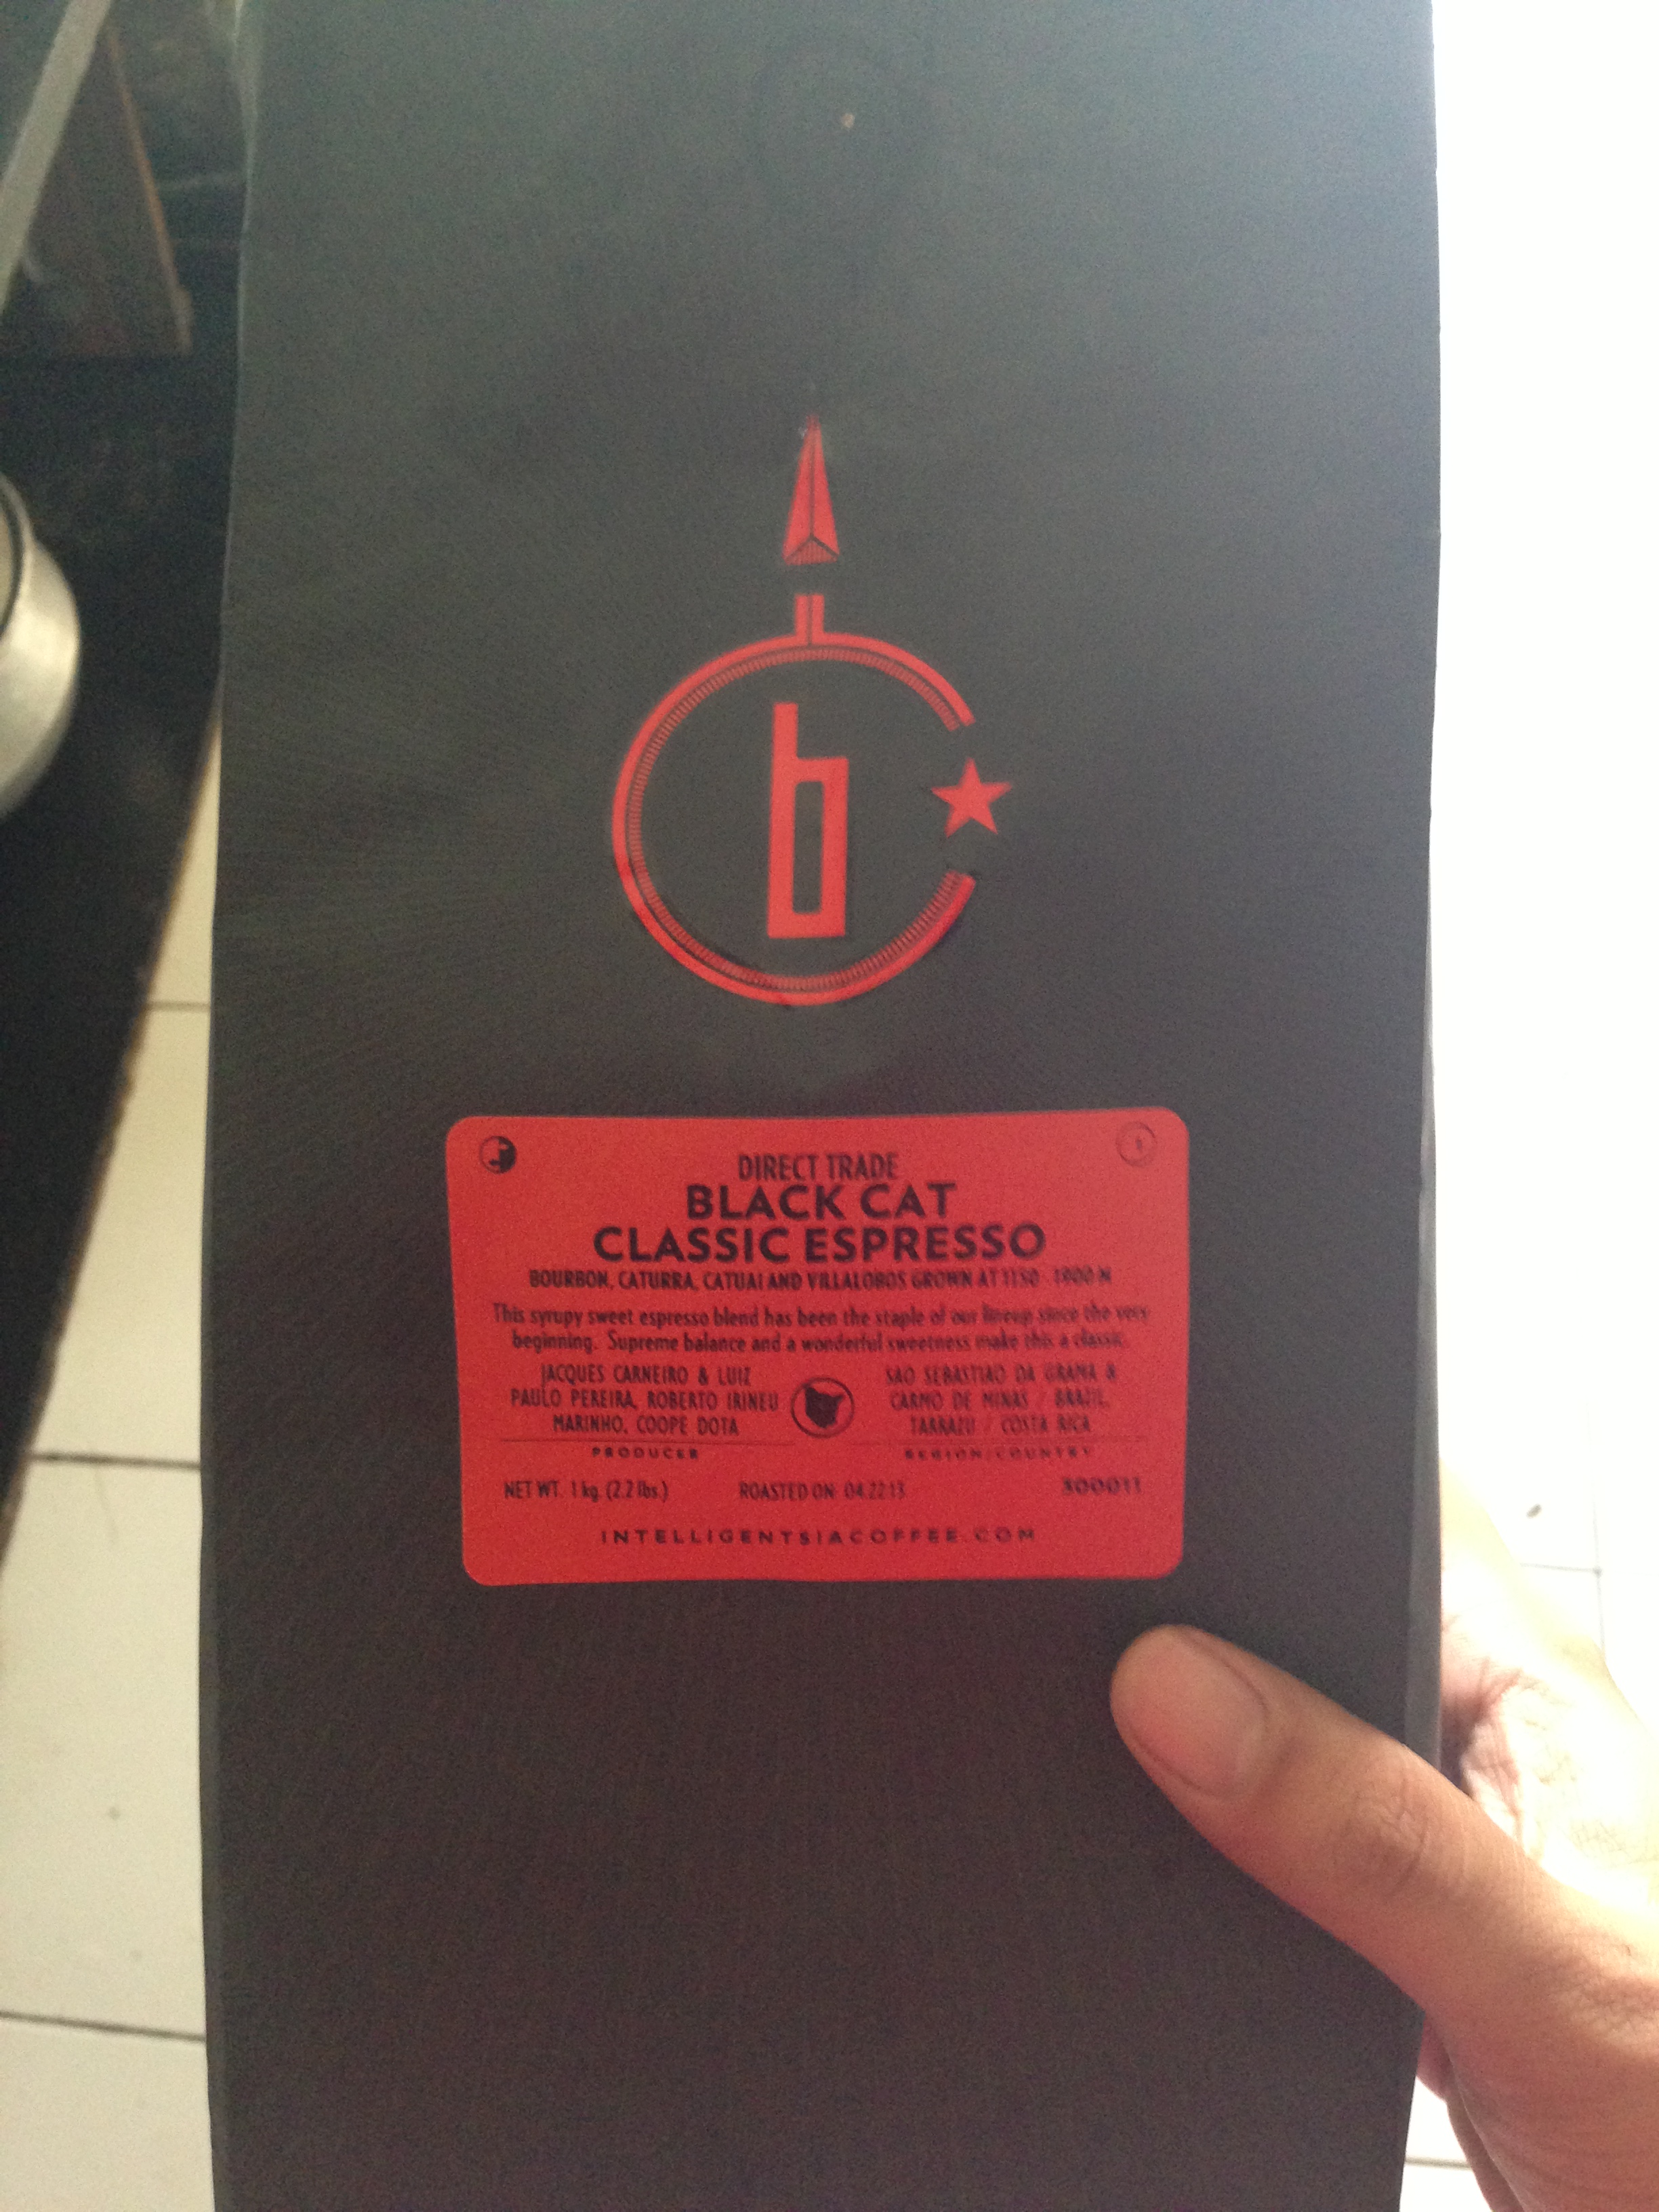 b
DIRECT TRADE
BLACK CAT
CLASSIC ESPRESSO
BOURBON, CATURRA, CATUAI AND VILLALOBOS GROWN AT 1150 - 1900 M
This syrupy sweet espresso blend has been the staple of our lineup since the very
beginning. Supreme balance and a wonderful sweetness make this a classic.
JACQUES CARNEIRO & LUIZ
PAULO PEREIRA, ROBERTO IRINEU
MARINHO, COOPE DOTA
PRODUCER
SAO SEBASTIAO DA GRAMA &
CARMO DE MINAS / BRAZIL,
TARRAZU / COSTA RICA
REGION/COUNTRY
NET WT. 1 kg. (2.2 lbs.) ROASTED ON: 04.22.13 300011
INTELLIGENTSIACOFFEE.COM